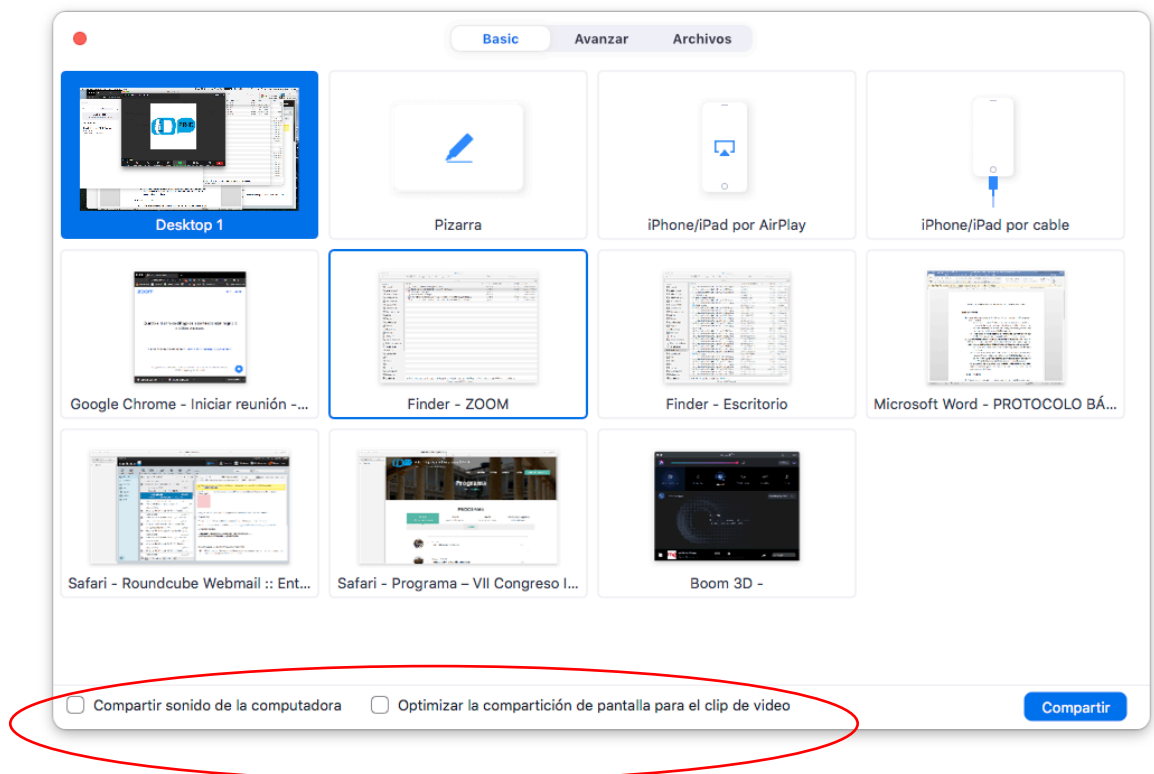 Basic Avanzar Archivos
Desktop 1 Pizarra iPhone/iPad por AirPlay iPhone/iPad por cable
Google Chrome - Iniciar reunión -... Finder - ZOOM Finder - Escritorio Microsoft Word - PROTOCOLO BÁ...
Programa
PROGRAMA
Safari - Roundcube Webmail :: Ent... Safari - Programa – VII Congreso I... Boom 3D -
Compartir sonido de la computadora Optimizar la compartición de pantalla para el clip de video Compartir